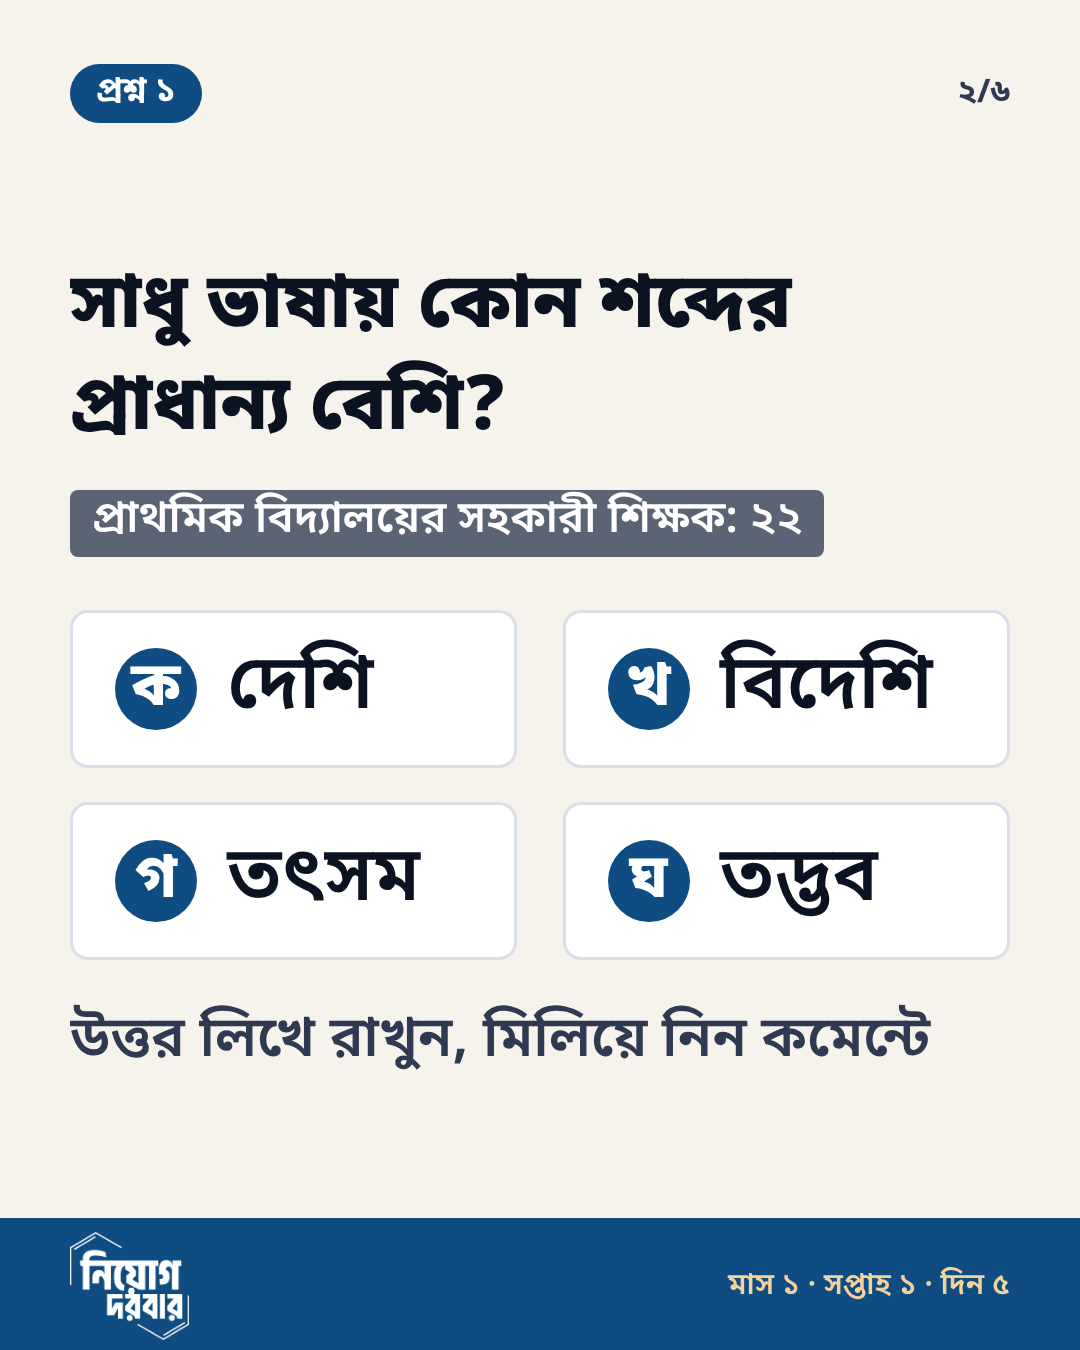 প্রশ্ন ১
২/৬
সাধু ভাষায় কোন শব্দের
প্রাধান্য বেশি?
প্রাথমিক বিদ্যালয়ের সহকারী শিক্ষক: ২২
ক দেশি
খ বিদেশি
গ তৎসম
ঘ তদ্ভব
উত্তর লিখে রাখুন, মিলিয়ে নিন কমেন্টে
নিয়োগ
দরবার
মাস ১ · সপ্তাহ ১ · দিন ৫